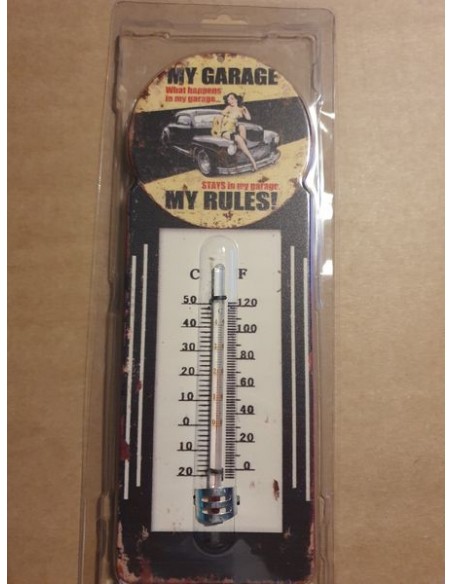 MY GARAGE
What happens
in my garage...
STAYS in my garage.
MY RULES!
C F
50 120
40 100
30 80
20 60
10 40
0 20
20 0